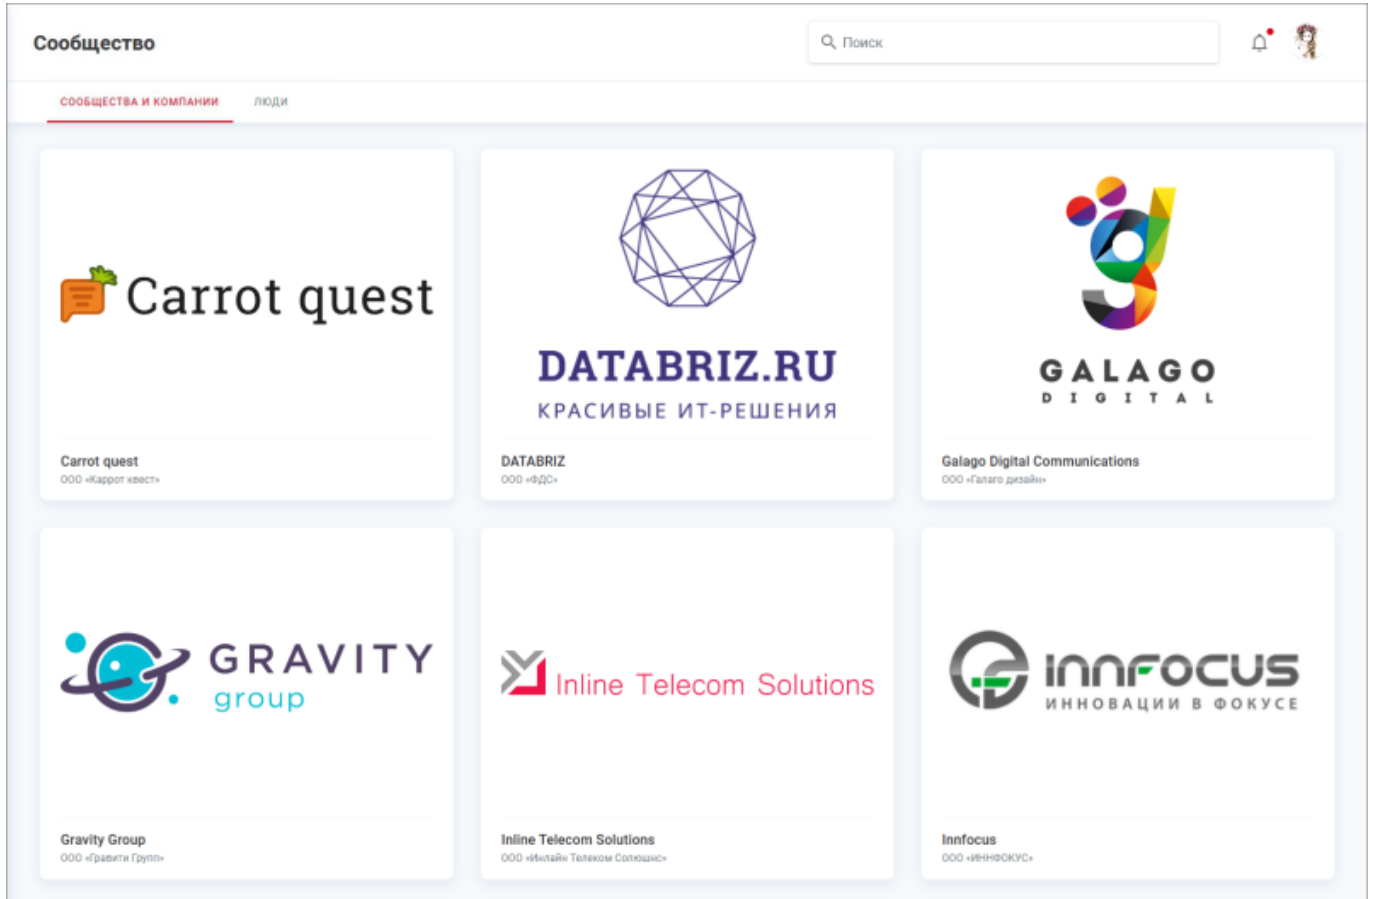 Сообщество
Поиск
СООБЩЕСТВА И КОМПАНИИ
ЛЮДИ
Carrot quest
DATABRIZ.RU
КРАСИВЫЕ ИТ-РЕШЕНИЯ
GALAGO
DIGITAL
Carrot quest
ООО «Каррот квест»
DATABRIZ
ООО «ФДС»
Galago Digital Communications
ООО «Галаго дизайн»
GRAVITY
group
Inline Telecom Solutions
INNFOCUS
ИННОВАЦИИ В ФОКУСЕ
Gravity Group
ООО «Гравити Групп»
Inline Telecom Solutions
ООО «Инлайн Телеком Солюшнс»
Innfocus
ООО «ИННФОКУС»